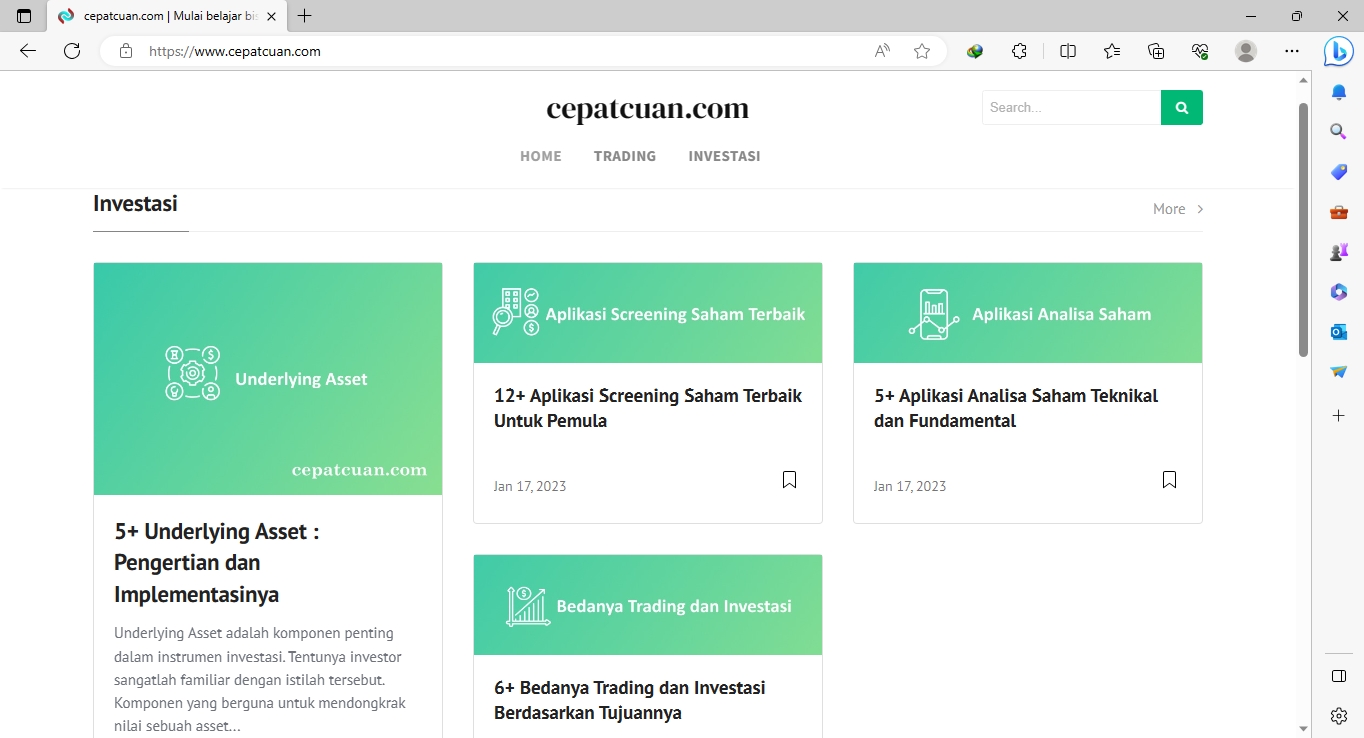 cepatcuan.com | Mulai belajar bis
https://www.cepatcuan.com
cepatcuan.com
Search...
HOME TRADING INVESTASI
Investasi
More
Underlying Asset
cepatcuan.com
5+ Underlying Asset :
Pengertian dan
Implementasinya
Underlying Asset adalah komponen penting
dalam instrumen investasi. Tentunya investor
sangatlah familiar dengan istilah tersebut.
Komponen yang berguna untuk mendongkrak
nilai sebuah asset...
Aplikasi Screening Saham Terbaik
12+ Aplikasi Screening Saham Terbaik
Untuk Pemula
Jan 17, 2023
Aplikasi Analisa Saham
5+ Aplikasi Analisa Saham Teknikal
dan Fundamental
Jan 17, 2023
Bedanya Trading dan Investasi
6+ Bedanya Trading dan Investasi
Berdasarkan Tujuannya